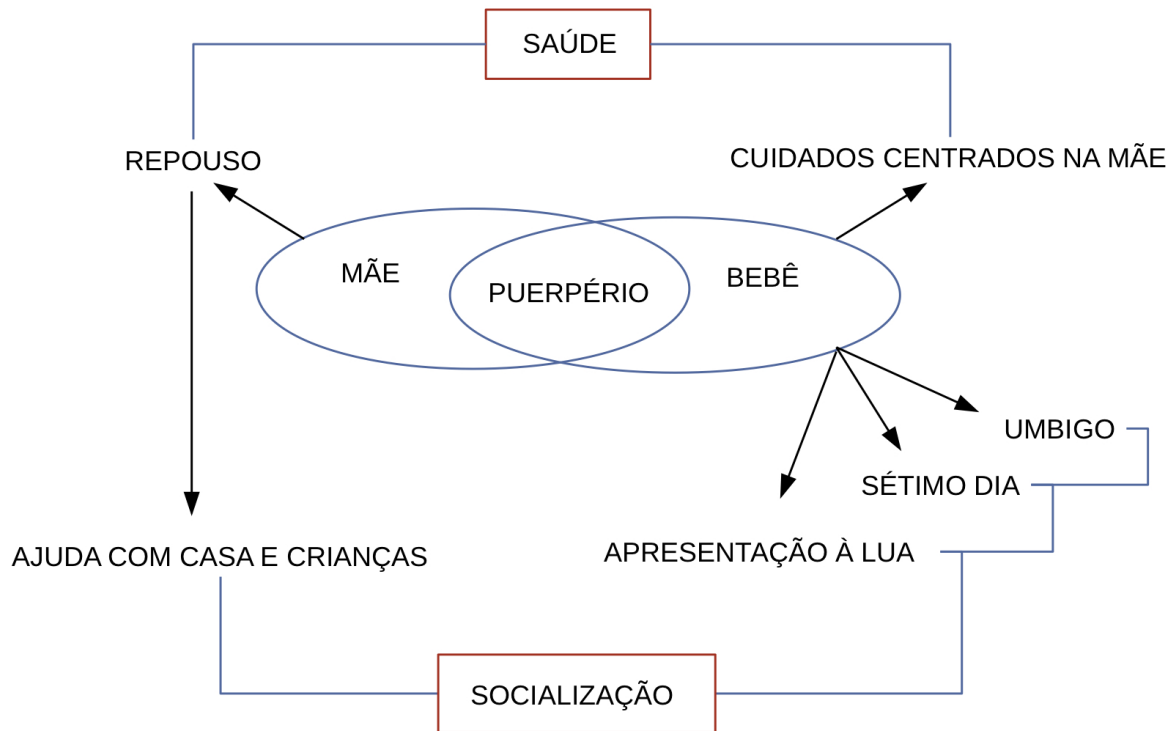 SAÚDE
REPOUSO
CUIDADOS CENTRADOS NA MÃE
MÃE
PUERPÉRIO
BEBÊ
UMBIGO
SÉTIMO DIA
APRESENTAÇÃO À LUA
AJUDA COM CASA E CRIANÇAS
SOCIALIZAÇÃO